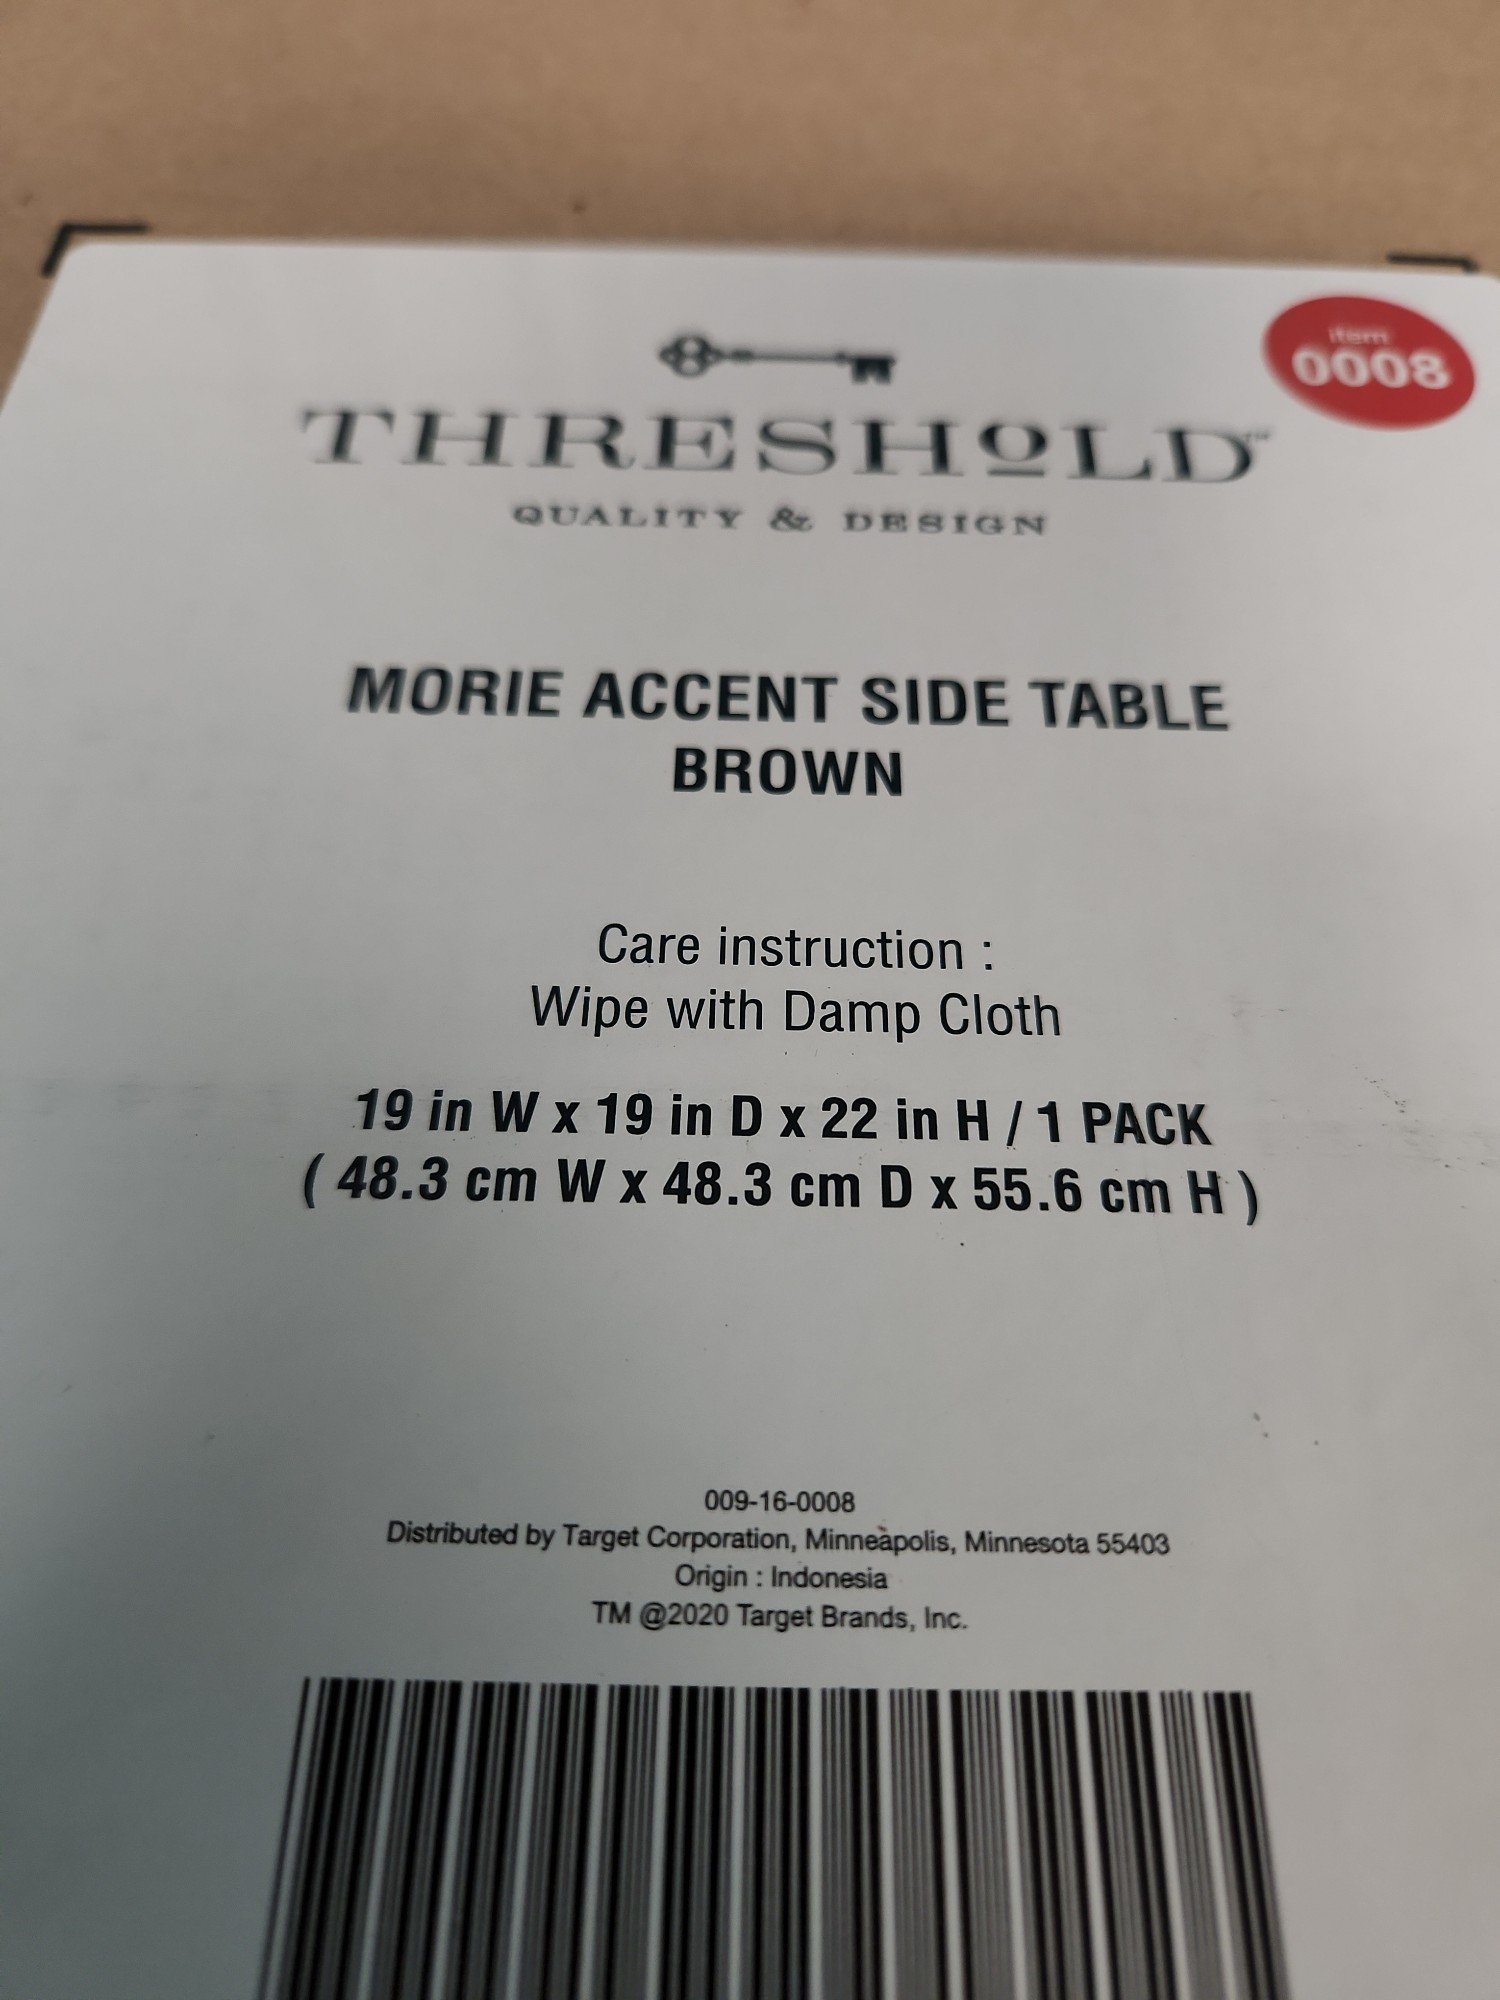 item
0008
THRESHOLD™
QUALITY & DESIGN
MORIE ACCENT SIDE TABLE
BROWN
Care instruction :
Wipe with Damp Cloth
19 in W x 19 in D x 22 in H / 1 PACK
( 48.3 cm W x 48.3 cm D x 55.6 cm H )
009-16-0008
Distributed by Target Corporation, Minneapolis, Minnesota 55403
Origin : Indonesia
TM @2020 Target Brands, Inc.